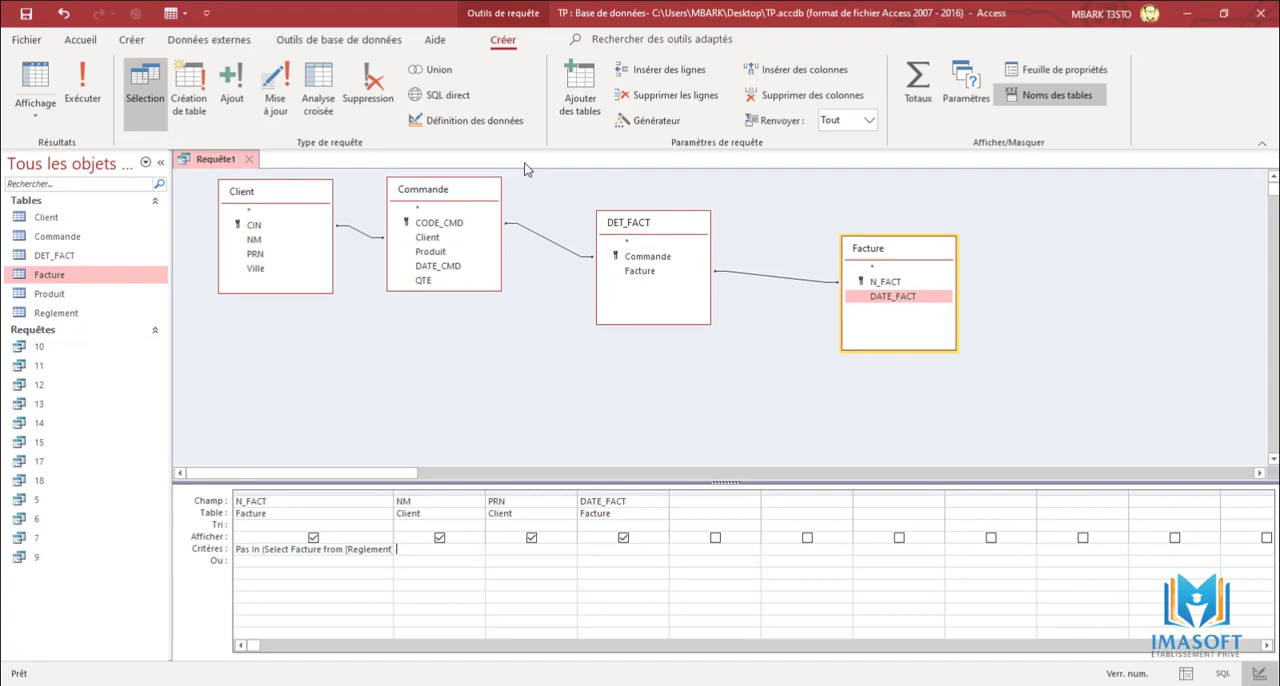 Outils de requête
TP : Base de données- C:\Users\MBARK\Desktop\TP.accdb (format de fichier Access 2007 - 2016) - Access
MBARK T3STO
Fichier
Accueil
Créer
Données externes
Outils de base de données
Aide
Créer
Rechercher des outils adaptés
Affichage
Exécuter
Résultats
Sélection
Création de table
Ajout
Mise à jour
Analyse croisée
Suppression
Union
SQL direct
Définition des données
Type de requête
Ajouter des tables
Insérer des lignes
Supprimer les lignes
Générateur
Insérer des colonnes
Supprimer des colonnes
Renvoyer :
Tout
Paramètres de requête
Totaux
Paramètres
Feuille de propriétés
Noms des tables
Afficher/Masquer
Tous les objets ...
Rechercher...
Tables
Client
Commande
DET_FACT
Facture
Produit
Reglement
Requêtes
10
11
12
13
14
15
17
18
5
6
7
9
Requête1
Client
*
CIN
NM
PRN
Ville
Commande
*
CODE_CMD
Client
Produit
DATE_CMD
QTE
DET_FACT
*
Commande
Facture
Facture
*
N_FACT
DATE_FACT
Champ : N_FACT NM PRN DATE_FACT
Table : Facture Client Client Facture
Tri :
Afficher :
Critères : Pas In (Select Facture from [Reglement]
Ou :
IMASOFT
ÉTABLISSEMENT PRIVÉ
Prêt
Verr. num.
SQL